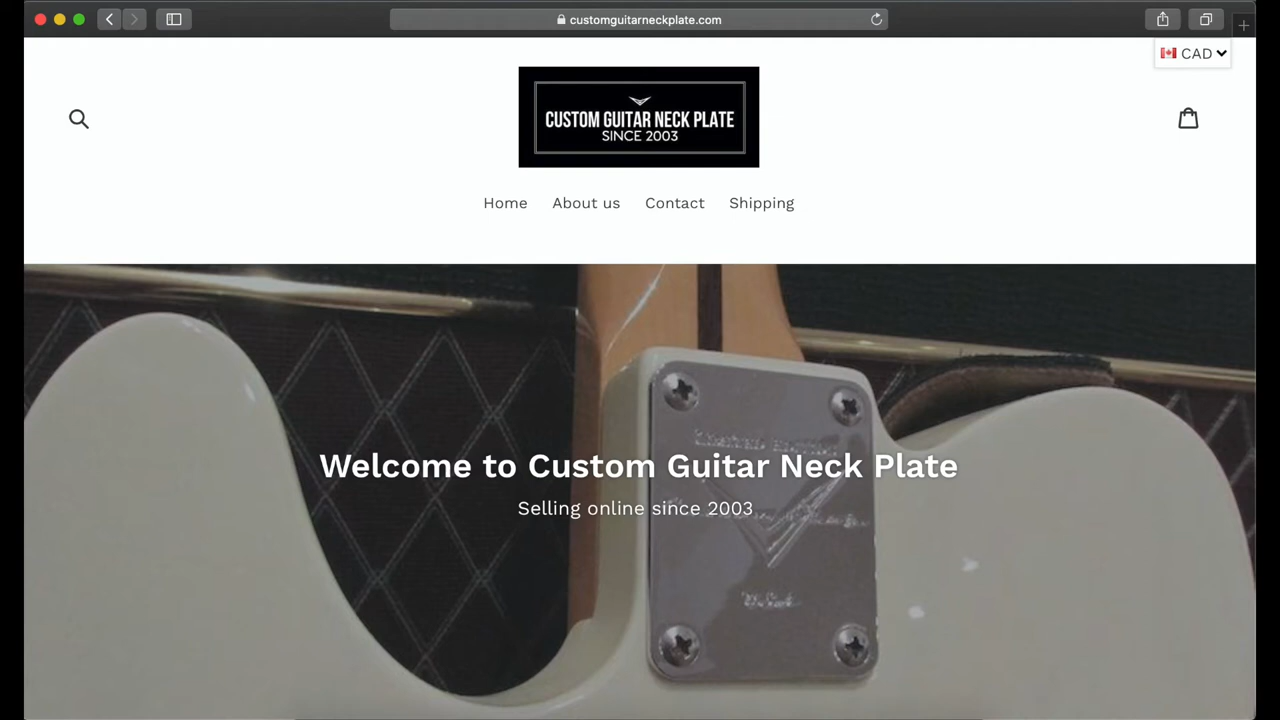 customguitarneckplate.com
CAD
CUSTOM GUITAR NECK PLATE
SINCE 2003
Home About us Contact Shipping
Welcome to Custom Guitar Neck Plate
Selling online since 2003